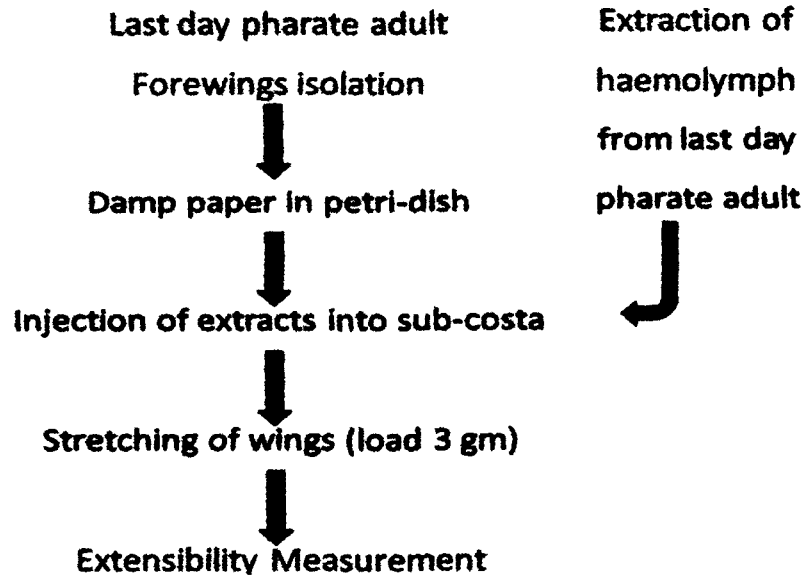 Last day pharate adult
Forewings isolation
Damp paper in petri-dish
Injection of extracts into sub-costa
Stretching of wings (load 3 gm)
Extensibility Measurement
Extraction of
haemolymph
from last day
pharate adult